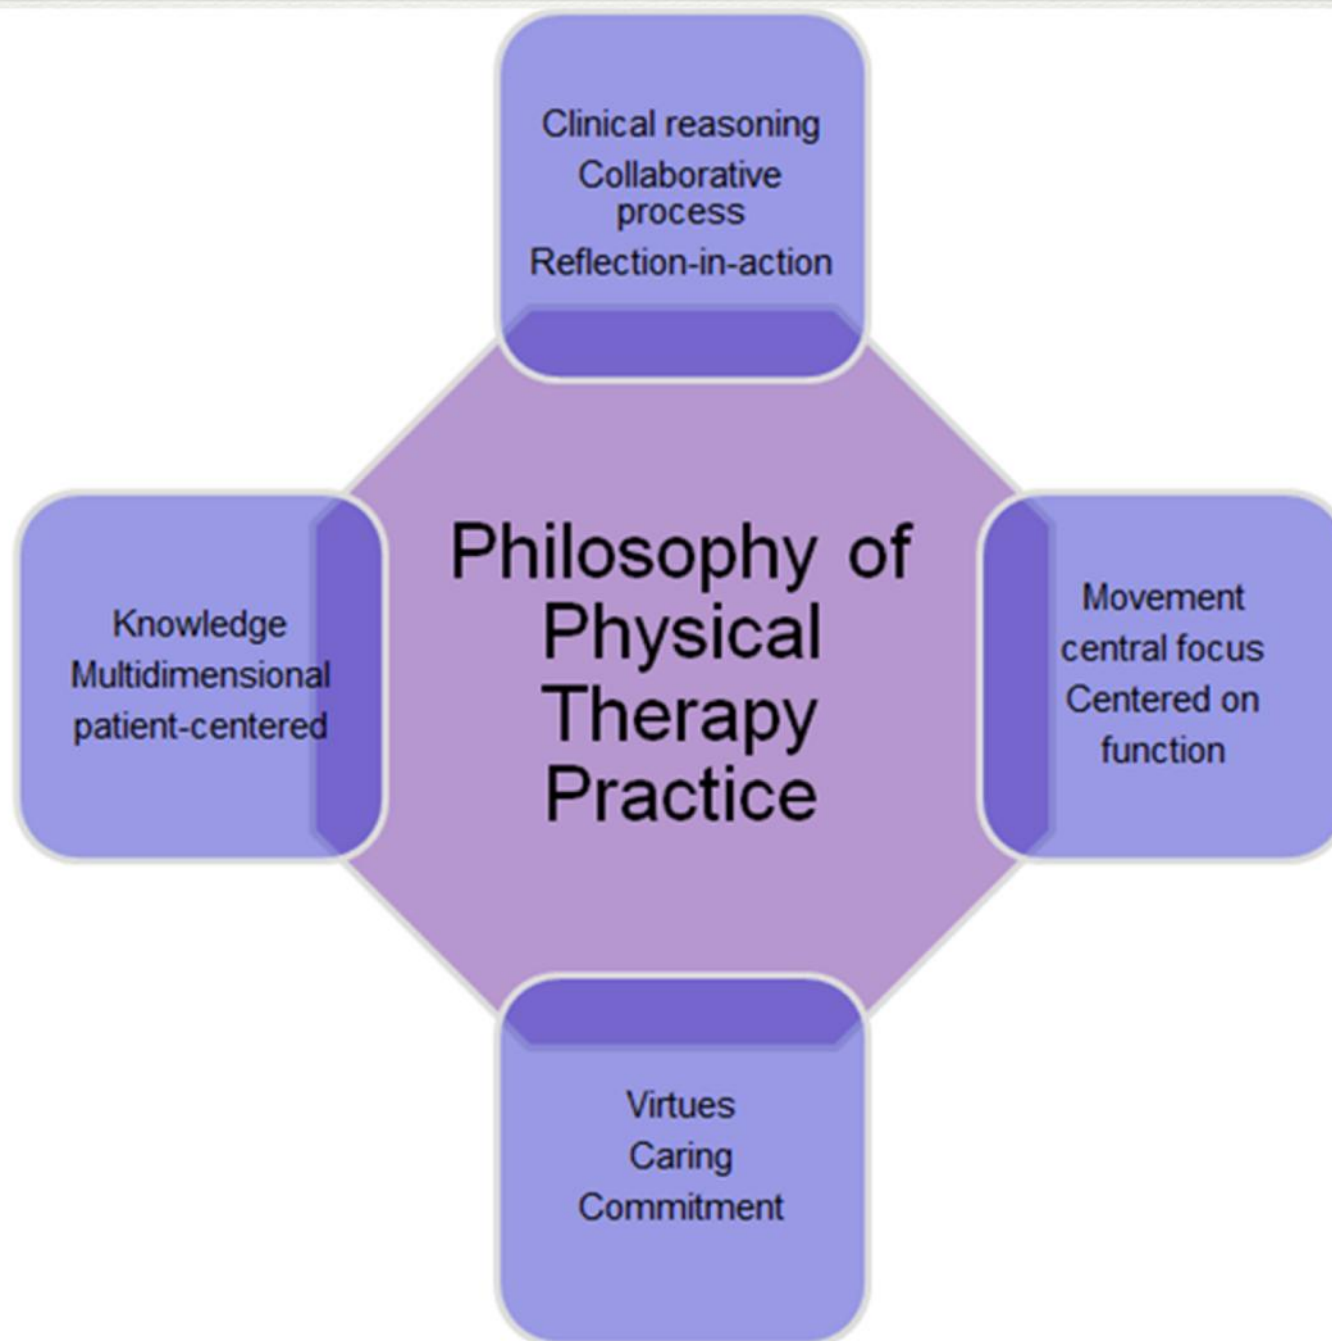 Clinical reasoning
Collaborative
process
Reflection-in-action
Knowledge
Multidimensional
patient-centered
Philosophy of
Physical
Therapy
Practice
Movement
central focus
Centered on
function
Virtues
Caring
Commitment